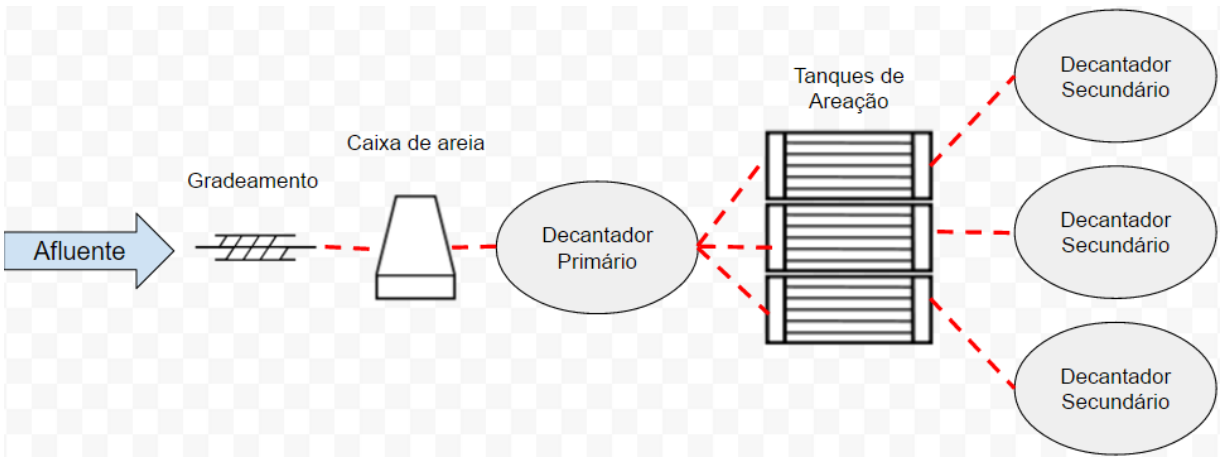 Afluente
Gradeamento
Caixa de areia
Decantador
Primário
Tanques de
Areação
Decantador
Secundário
Decantador
Secundário
Decantador
Secundário